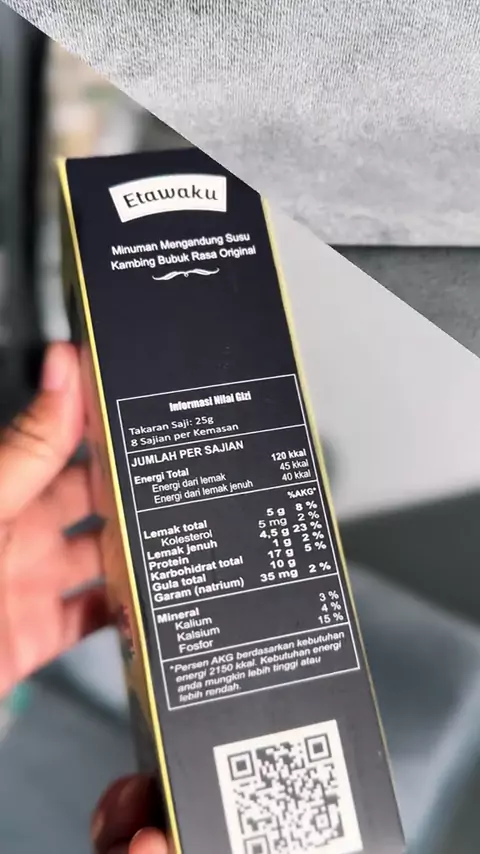 Etawaku
Minuman Mengandung Susu
Kambing Bubuk Rasa Original
Informasi Nilai Gizi
Takaran Saji: 25g
8 Sajian per Kemasan
JUMLAH PER SAJIAN
Energi Total 120 kkal
Energi dari lemak 45 kkal
Energi dari lemak jenuh 40 kkal
%AKG*
Lemak total 5 g 8 %
Kolesterol 5 mg 2 %
Lemak jenuh 4,5 g 23 %
Protein 1 g 2 %
Karbohidrat total 17 g 5 %
Gula total 10 g
Garam (natrium) 35 mg 2 %
Mineral
Kalium 3 %
Kalsium 4 %
Fosfor 15 %
*Persen AKG berdasarkan kebutuhan
energi 2150 kkal. Kebutuhan energi
anda mungkin lebih tinggi atau
lebih rendah.